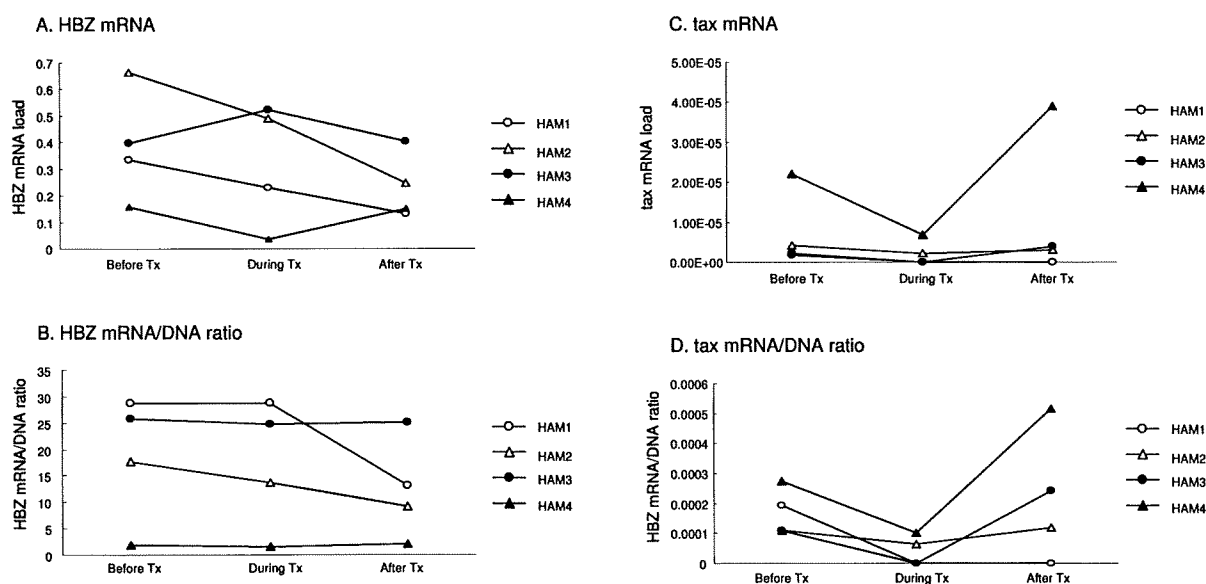 A. HBZ mRNA
HBZ mRNA load
0.7
0.6
0.5
0.4
0.3
0.2
0.1
0
Before Tx
During Tx
After Tx
HAM1
HAM2
HAM3
HAM4
B. HBZ mRNA/DNA ratio
HBZ mRNA/DNA ratio
35
30
25
20
15
10
5
0
Before Tx
During Tx
After Tx
HAM1
HAM2
HAM3
HAM4
C. tax mRNA
tax mRNA load
5.00E-05
4.00E-05
3.00E-05
2.00E-05
1.00E-05
0.00E+00
Before Tx
During Tx
After Tx
HAM1
HAM2
HAM3
HAM4
D. tax mRNA/DNA ratio
HBZ mRNA/DNA ratio
0.0006
0.0005
0.0004
0.0003
0.0002
0.0001
0
Before Tx
During Tx
After Tx
HAM1
HAM2
HAM3
HAM4